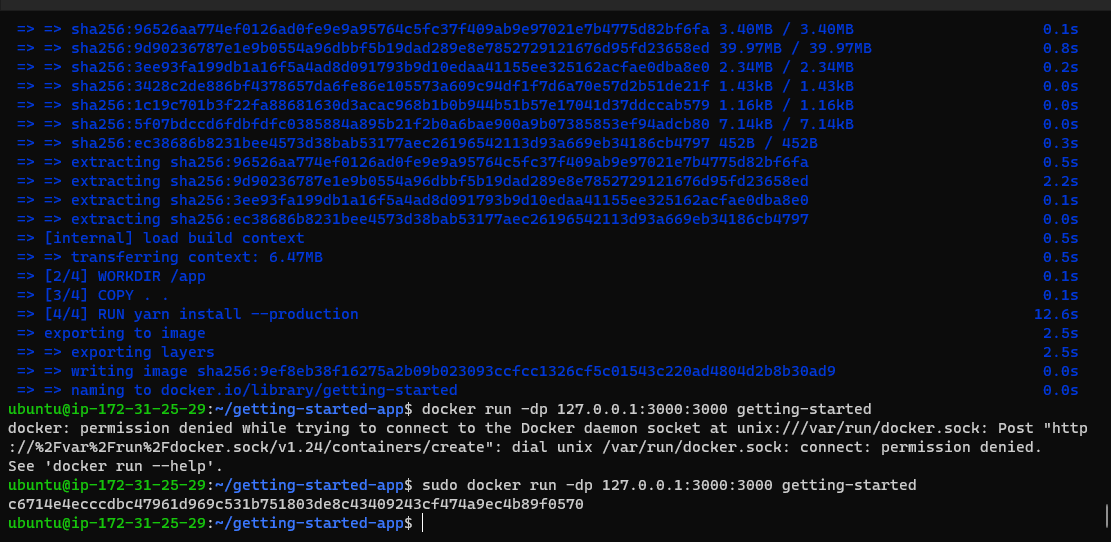 => => sha256:96526aa774ef0126ad0fe9e9a95764c5fc37f409ab9e97021e7b4775d82bf6fa 3.40MB / 3.40MB 0.1s
=> => sha256:9d90236787e1e9b0554a96dbbf5b19dad289e8e7852729121676d95fd23658ed 39.97MB / 39.97MB 0.8s
=> => sha256:3ee93fa199db1a16f5a4ad8d091793b9d10edaa41155ee325162acfae0dba8e0 2.34MB / 2.34MB 0.2s
=> => sha256:3428c2de886bf4378657da6fe86e105573a609c94df1f7d6a70e57d2b51de21f 1.43kB / 1.43kB 0.0s
=> => sha256:1c19c701b3f22fa88681630d3acac968b1b0b944b51b57e17041d37ddccab579 1.16kB / 1.16kB 0.0s
=> => sha256:5f07bdccd6fdbfdfc0385884a895b21f2b0a6bae900a9b07385853ef94adcb80 7.14kB / 7.14kB 0.0s
=> => sha256:ec38686b8231bee4573d38bab53177aec26196542113d93a669eb34186cb4797 452B / 452B 0.3s
=> => extracting sha256:96526aa774ef0126ad0fe9e9a95764c5fc37f409ab9e97021e7b4775d82bf6fa 0.5s
=> => extracting sha256:9d90236787e1e9b0554a96dbbf5b19dad289e8e7852729121676d95fd23658ed 2.2s
=> => extracting sha256:3ee93fa199db1a16f5a4ad8d091793b9d10edaa41155ee325162acfae0dba8e0 0.1s
=> => extracting sha256:ec38686b8231bee4573d38bab53177aec26196542113d93a669eb34186cb4797 0.0s
=> [internal] load build context 0.5s
=> => transferring context: 6.47MB 0.5s
=> [2/4] WORKDIR /app 0.1s
=> [3/4] COPY . . 0.1s
=> [4/4] RUN yarn install --production 12.6s
=> exporting to image 2.5s
=> => exporting layers 2.5s
=> => writing image sha256:9ef8eb38f16275a2b09b023093ccfcc1326cf5c01543c220ad4804d2b8b30ad9 0.0s
=> => naming to docker.io/library/getting-started 0.0s
ubuntu@ip-172-31-25-29:~/getting-started-app$ docker run -dp 127.0.0.1:3000:3000 getting-started
docker: permission denied while trying to connect to the Docker daemon socket at unix:///var/run/docker.sock: Post "http
://%2Fvar%2Frun%2Fdocker.sock/v1.24/containers/create": dial unix /var/run/docker.sock: connect: permission denied.
See 'docker run --help'.
ubuntu@ip-172-31-25-29:~/getting-started-app$ sudo docker run -dp 127.0.0.1:3000:3000 getting-started
c6714e4ecccdbc47961d969c531b751803de8c43409243cf474a9ec4b89f0570
ubuntu@ip-172-31-25-29:~/getting-started-app$